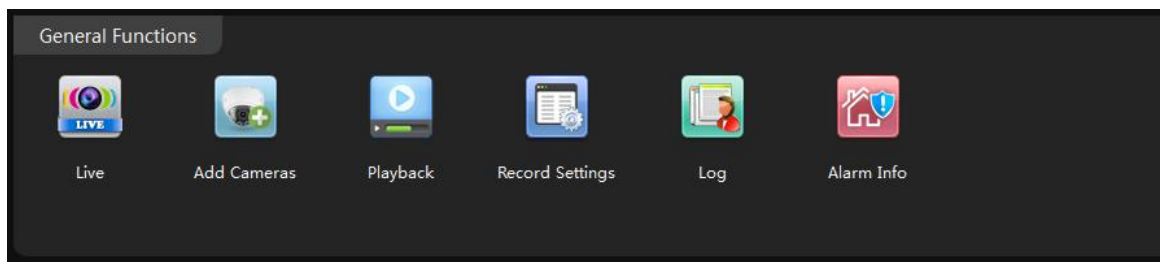 General Functions
LIVE
Live Add Cameras Playback Record Settings Log Alarm Info